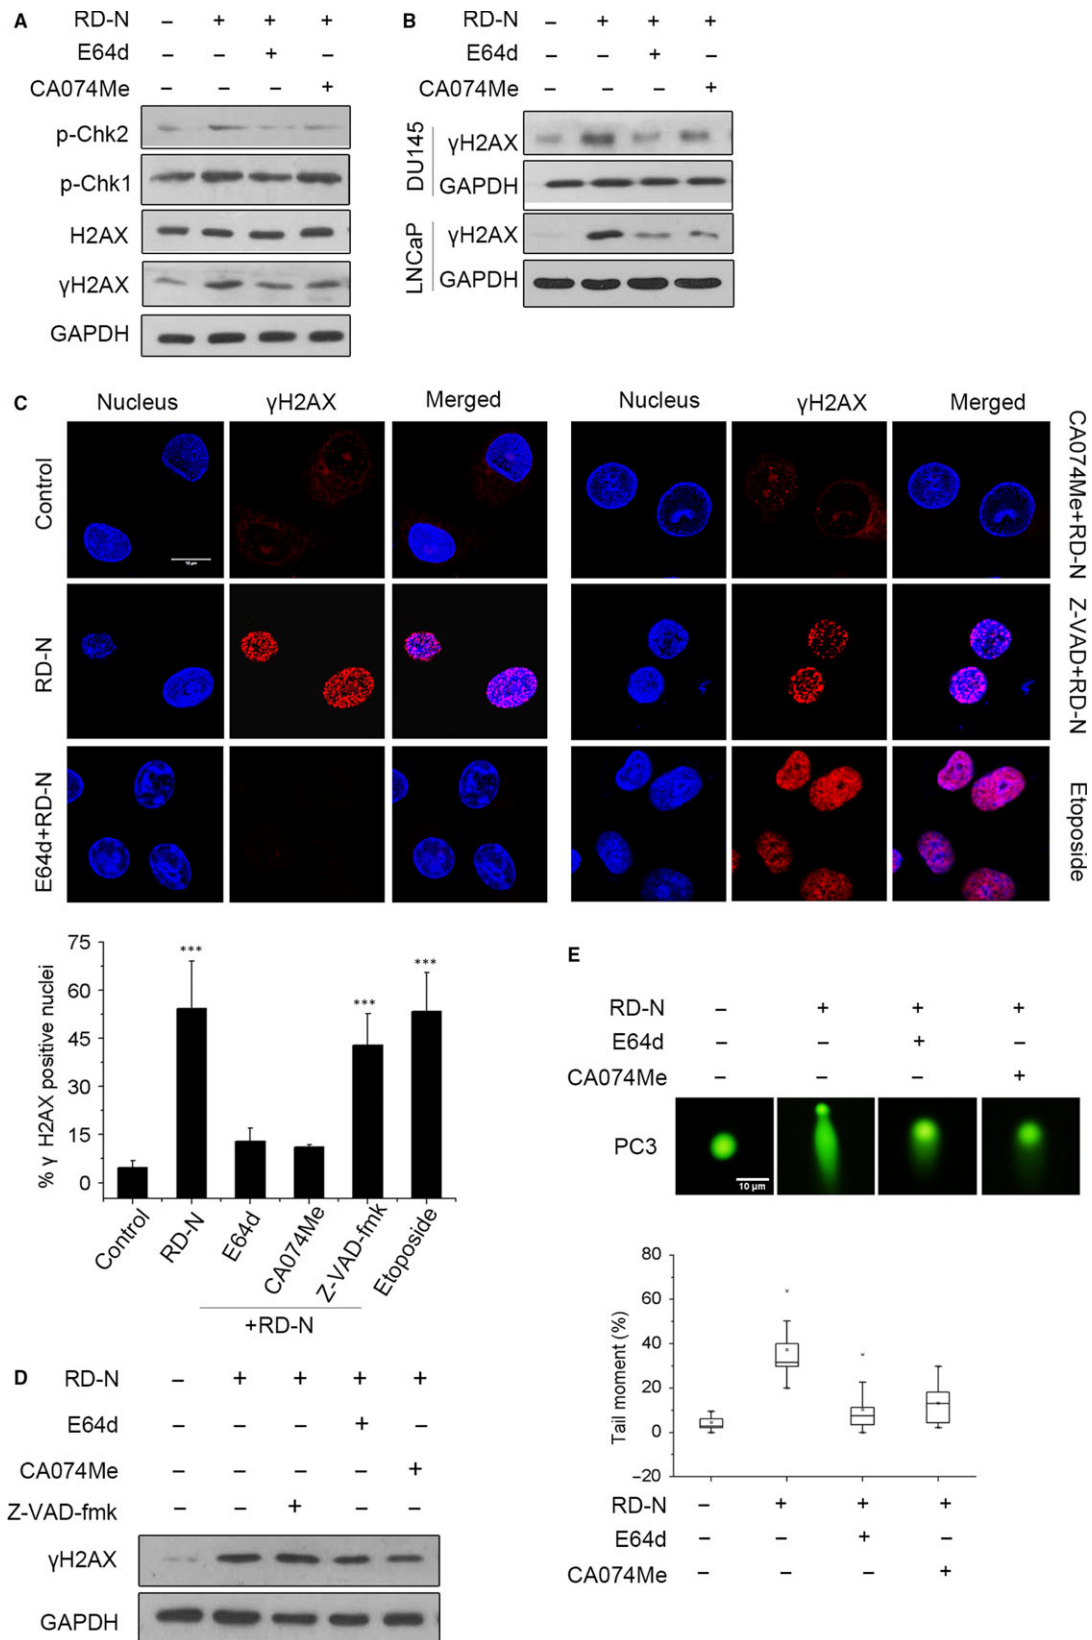 A
RD-N – + + +
E64d – – + –
CA074Me – – – +
p-Chk2
p-Chk1
H2AX
γH2AX
GAPDH
B
RD-N – + + +
E64d – – + –
CA074Me – – – +
DU145
γH2AX
GAPDH
LNCaP
γH2AX
GAPDH
C
Nucleus γH2AX Merged Nucleus γH2AX Merged
Control
10 μm
CA074Me+RD-N
RD-N
Z-VAD+RD-N
E64d+RD-N
Etoposide
% γ H2AX positive nuclei
75
60
45
30
15
0
*** *** ***
Control RD-N E64d CA074Me Z-VAD-fmk Etoposide
+RD-N
D
RD-N – + + + +
E64d – – – + –
CA074Me – – – – +
Z-VAD-fmk – – + – –
γH2AX
GAPDH
E
RD-N – + + +
E64d – – + –
CA074Me – – – +
PC3
10 μm
Tail moment (%)
80
60
40
20
0
–20
RD-N – + + +
E64d – – + –
CA074Me – – – +